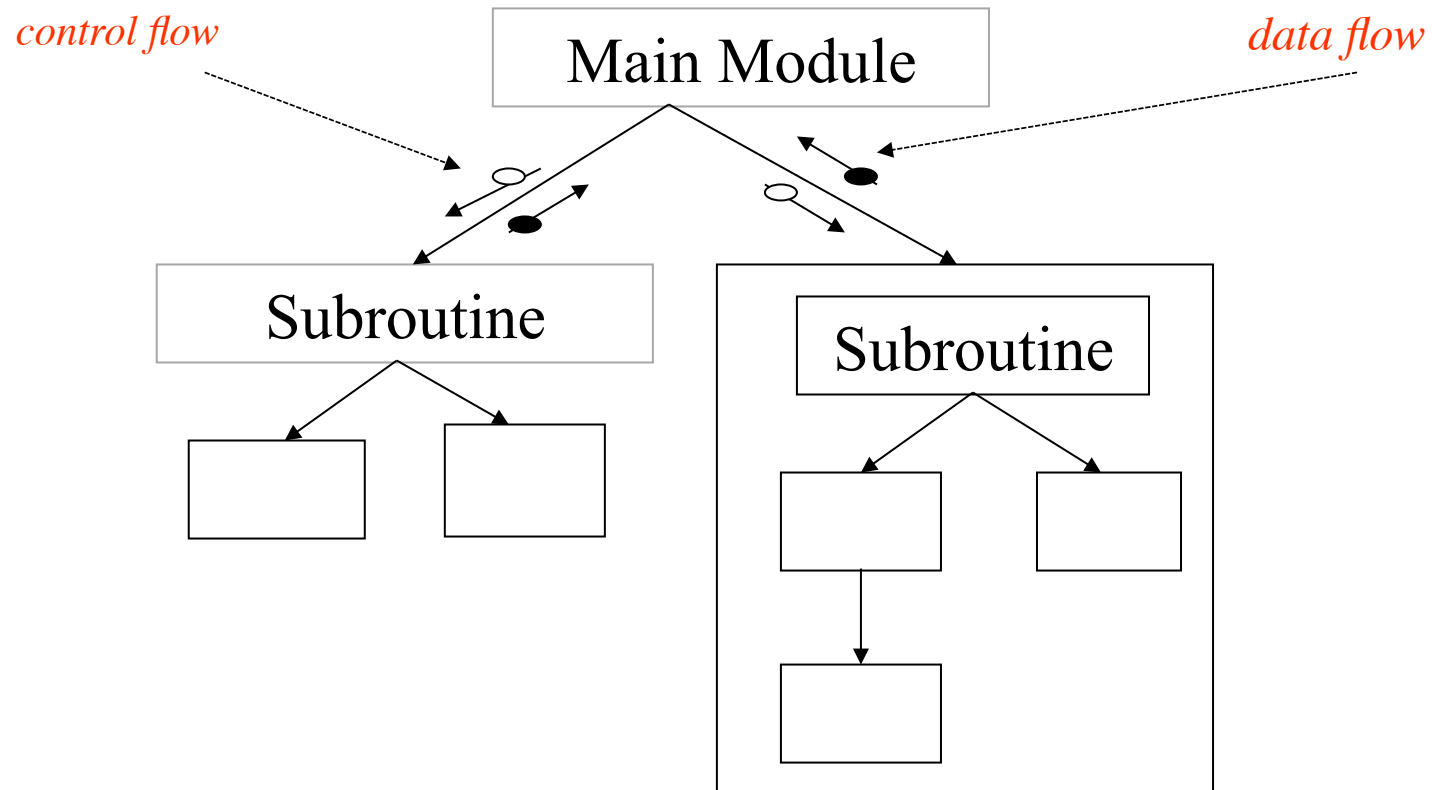 control flow
Main Module
data flow
Subroutine
Subroutine